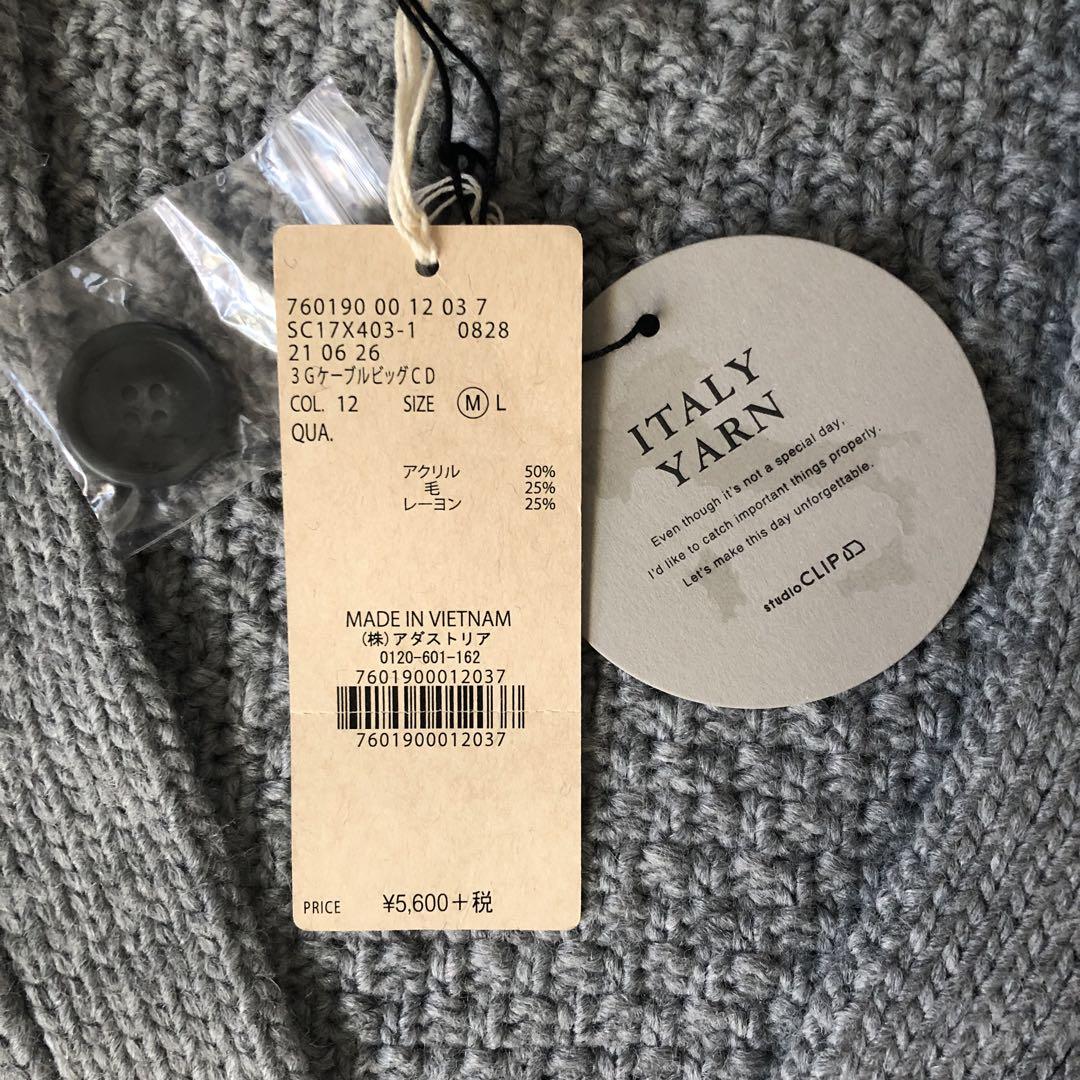 760190 00 12 03 7
SC17X403-1 0828
21 06 26
3GケーブルビッグCD
COL. 12 SIZE M L
QUA.
アクリル 50%
毛 25%
レーヨン 25%
MADE IN VIETNAM
(株)アダストリア
0120-601-162
7601900012037
7601900012037
PRICE ¥5,600+税
ITALY
YARN
Even though it's not a special day,
I'd like to catch important things properly.
Let's make this day unforgettable.
studio CLIP